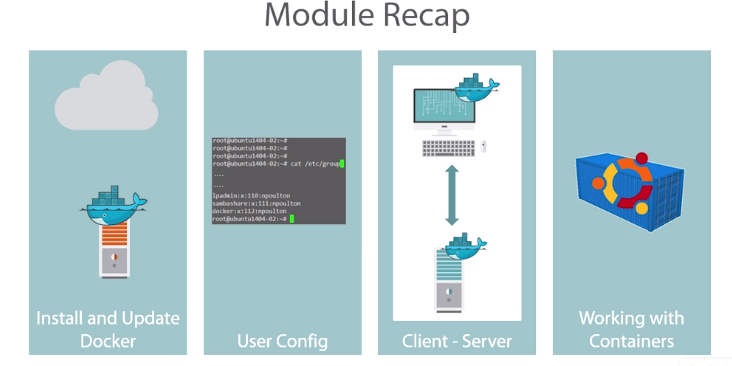 Module Recap
root@ubuntu1404-02:~#
root@ubuntu1404-02:~#
root@ubuntu1404-02:~#
root@ubuntu1404-02:~# cat /etc/group
....
....
lpadmin:x:110:npoulton
sambashare:x:111:npoulton
docker:x:112:npoulton
root@ubuntu1404-02:~#
Install and Update
Docker
User Config
Client - Server
Working with
Containers